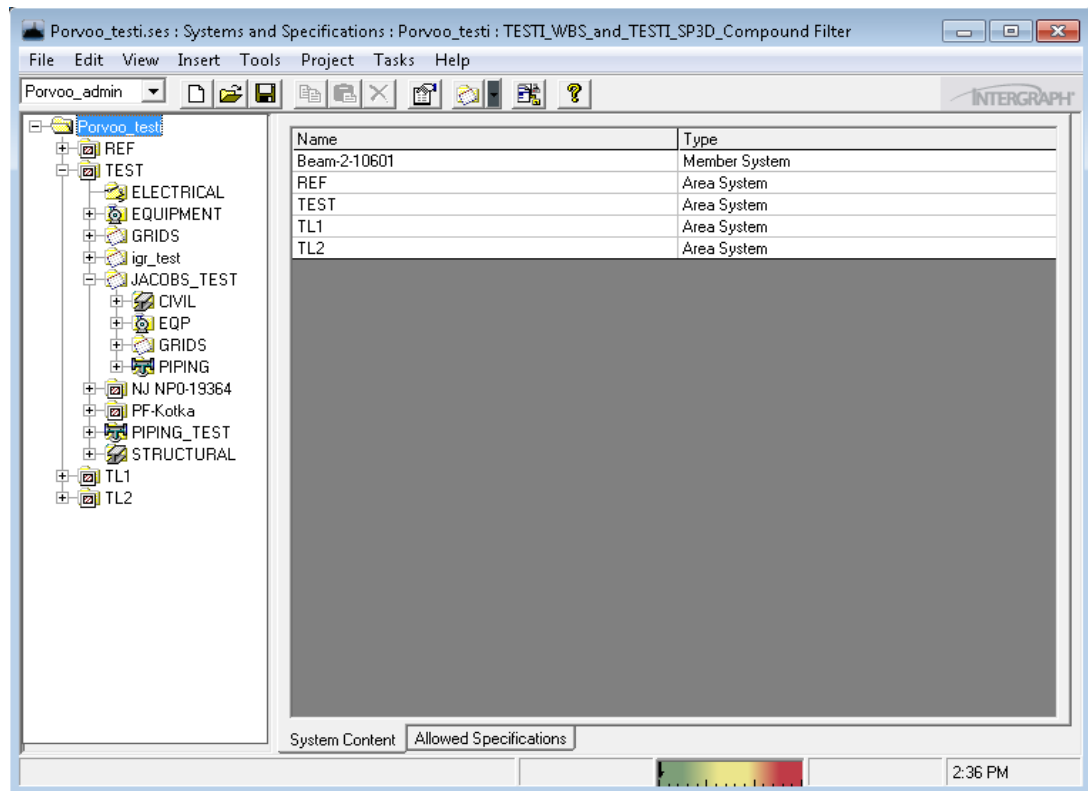 Porvoo_testi.ses : Systems and Specifications : Porvoo_testi : TESTI_WBS_and_TESTI_SP3D_Compound Filter
File Edit View Insert Tools Project Tasks Help
Porvoo_admin
INTERGRAPH
Porvoo_testi
REF
TEST
ELECTRICAL
EQUIPMENT
GRIDS
igr_test
JACOBS_TEST
CIVIL
EQP
GRIDS
PIPING
NJ NP0-19364
PF-Kotka
PIPING_TEST
STRUCTURAL
TL1
TL2
Name Type
Beam-2-10601 Member System
REF Area System
TEST Area System
TL1 Area System
TL2 Area System
System Content Allowed Specifications
2:36 PM